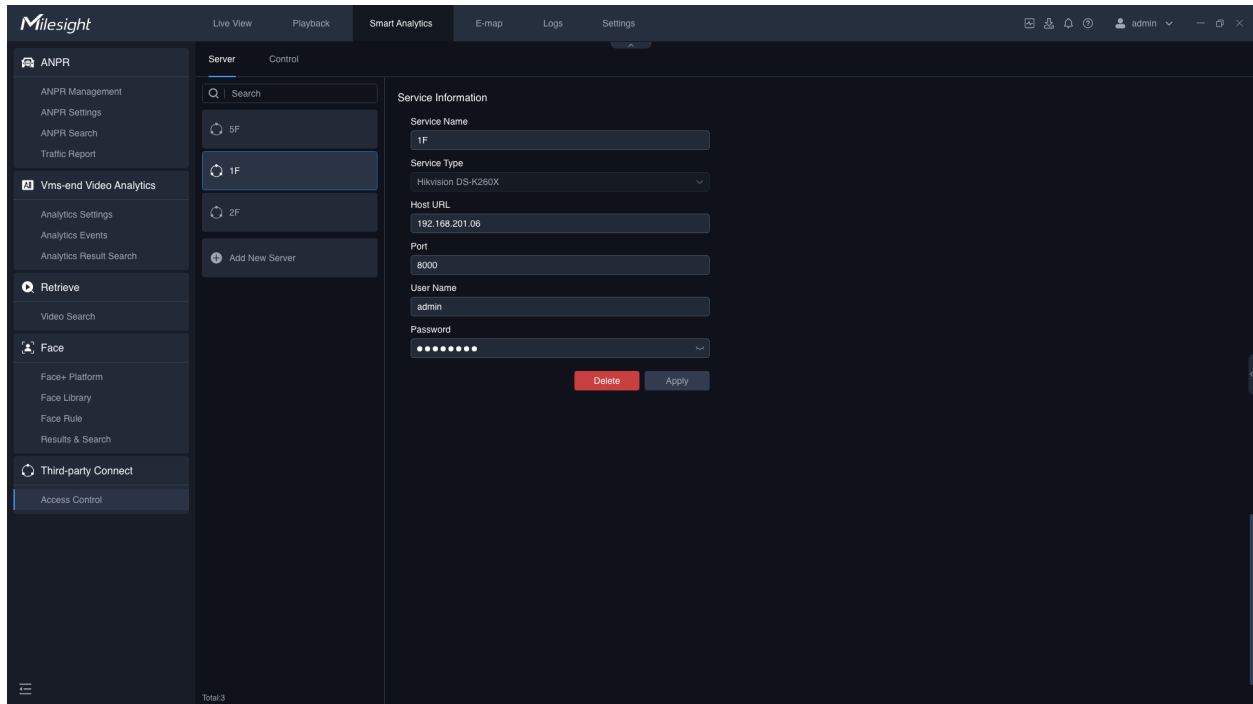 Milesight
Live View Playback Smart Analytics E-map Logs Settings admin
ANPR
ANPR Management
ANPR Settings
ANPR Search
Traffic Report
Vms-end Video Analytics
Analytics Settings
Analytics Events
Analytics Result Search
Retrieve
Video Search
Face
Face+ Platform
Face Library
Face Rule
Results & Search
Third-party Connect
Access Control
Server Control
Search
5F
1F
2F
Add New Server
Total:3
Service Information
Service Name
1F
Service Type
Hikvision DS-K260X
Host URL
192.168.201.06
Port
8000
User Name
admin
Password
Delete Apply